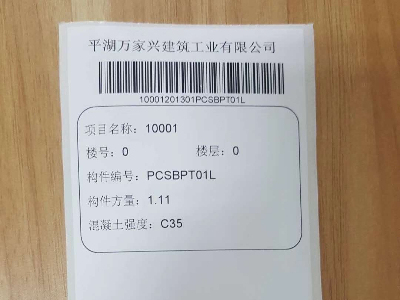 平湖万家兴建筑工业有限公司
10001201301PCSBPT01L
项目名称：10001
楼号：0 楼层：0
构件编号：PCSBPT01L
构件方量：1.11
混凝土强度：C35